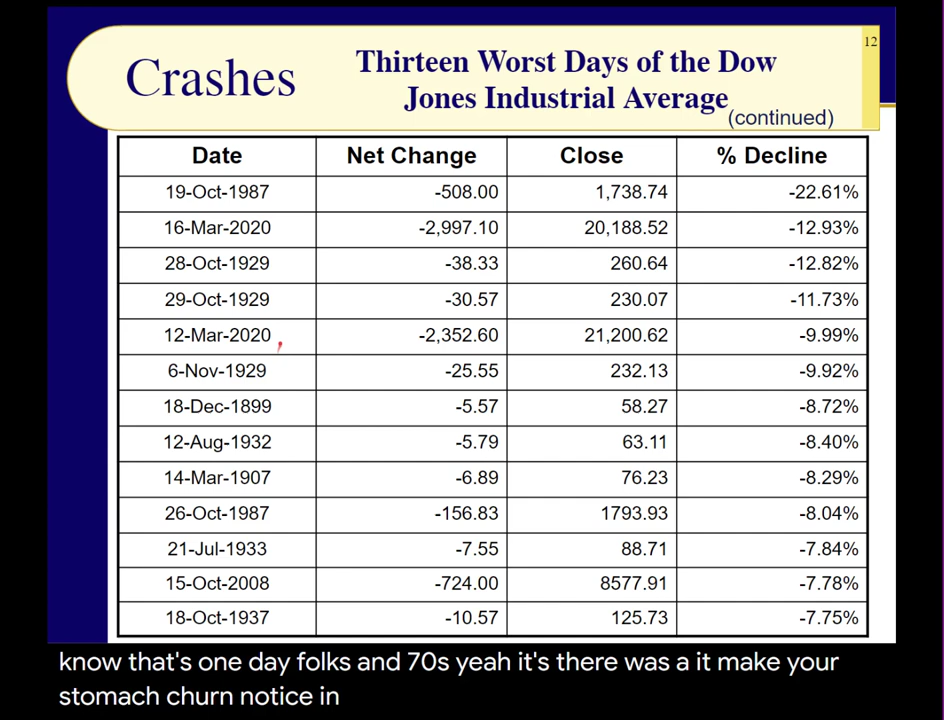 12
Crashes
Thirteen Worst Days of the Dow
Jones Industrial Average
(continued)
Date Net Change Close % Decline
19-Oct-1987 -508.00 1,738.74 -22.61%
16-Mar-2020 -2,997.10 20,188.52 -12.93%
28-Oct-1929 -38.33 260.64 -12.82%
29-Oct-1929 -30.57 230.07 -11.73%
12-Mar-2020 -2,352.60 21,200.62 -9.99%
6-Nov-1929 -25.55 232.13 -9.92%
18-Dec-1899 -5.57 58.27 -8.72%
12-Aug-1932 -5.79 63.11 -8.40%
14-Mar-1907 -6.89 76.23 -8.29%
26-Oct-1987 -156.83 1793.93 -8.04%
21-Jul-1933 -7.55 88.71 -7.84%
15-Oct-2008 -724.00 8577.91 -7.78%
18-Oct-1937 -10.57 125.73 -7.75%
know that's one day folks and 70s yeah it's there was a it make your
stomach churn notice in